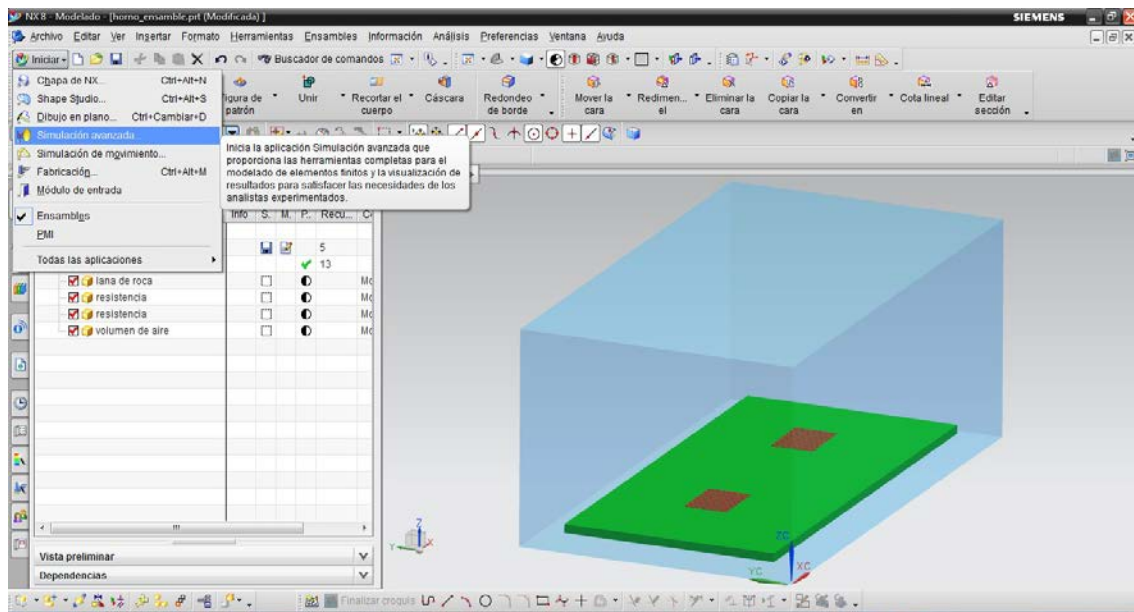 NX 8 - Modelado - [horno_ensamble.prt (Modificada) ]
SIEMENS
Archivo Editar Ver Insertar Formato Herramientas Ensambles Información Análisis Preferencias Ventana Ayuda
Iniciar
Buscador de comandos
Chapa de NX... Ctrl+Alt+N
Shape Studio... Ctrl+Alt+S
Dibujo en plano... Ctrl+Cambiar+D
Simulación avanzada...
Simulación de movimiento...
Fabricación... Ctrl+Alt+M
Módulo de entrada
Ensambles
PMI
Todas las aplicaciones
patrón
Unir
Recortar el cuerpo
Cáscara
Redondeo de borde
Mover la cara
Redimen... el
Eliminar la cara
Copiar la cara
Convertir en
Cota lineal
Editar sección
Inicia la aplicación Simulación avanzada que
proporciona las herramientas completas para el
modelado de elementos finitos y la visualización de
resultados para satisfacer las necesidades de los
analistas experimentados.
Info S. M. P.. Recu...
5
13
lana de roca
resistencia
resistencia
volumen de aire
Vista preliminar
Dependencias
Z
Y
X
ZC
YC
XC
Finalizar croquis